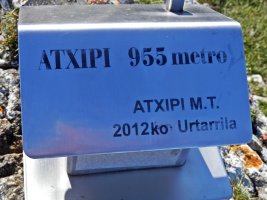 ATXIPI 955 metro
ATXIPI M.T.
2012ko Urtarrila